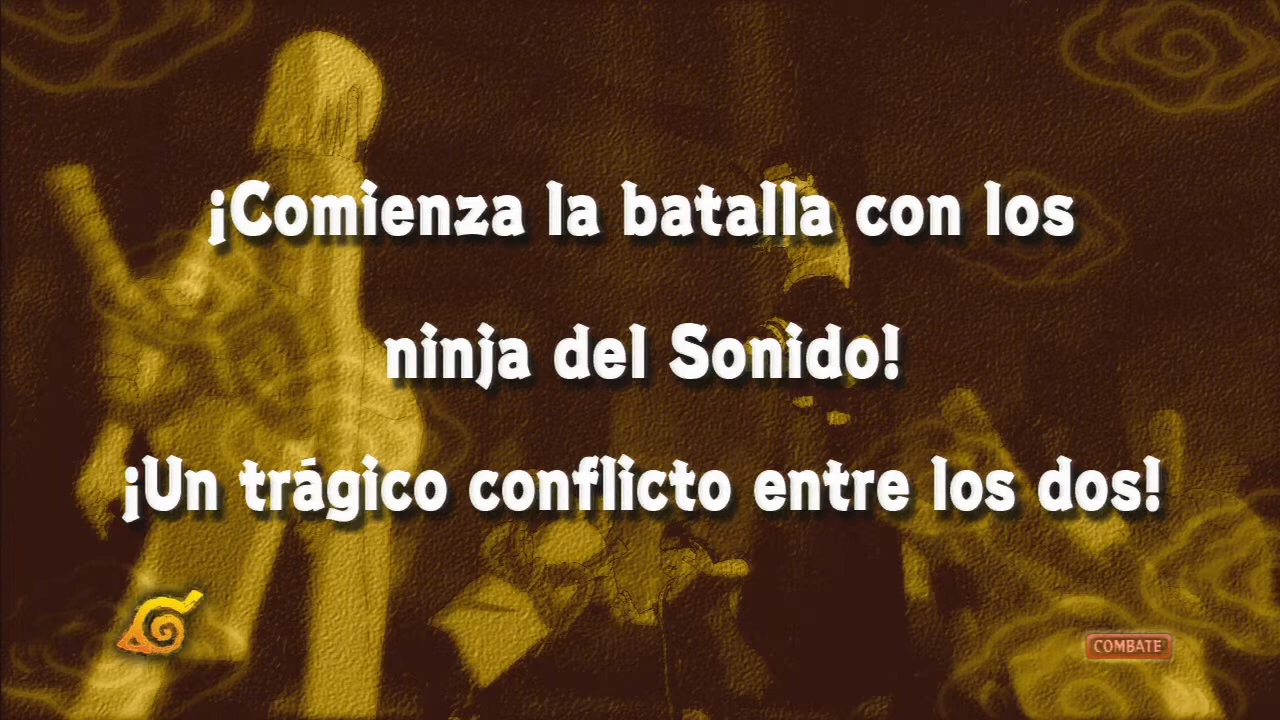 ¡Comienza la batalla con los
ninja del Sonido!
¡Un trágico conflicto entre los dos!
COMBATE